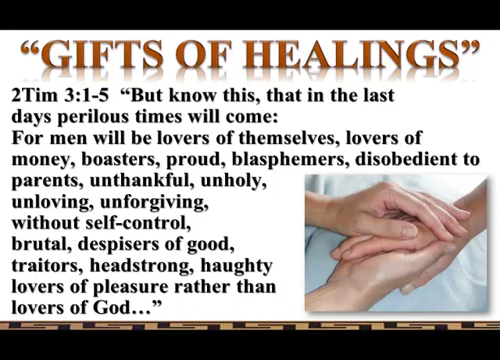 “GIFTS OF HEALINGS”
2Tim 3:1-5 “But know this, that in the last
days perilous times will come:
For men will be lovers of themselves, lovers of
money, boasters, proud, blasphemers, disobedient to
parents, unthankful, unholy,
unloving, unforgiving,
without self-control,
brutal, despisers of good,
traitors, headstrong, haughty
lovers of pleasure rather than
lovers of God…”